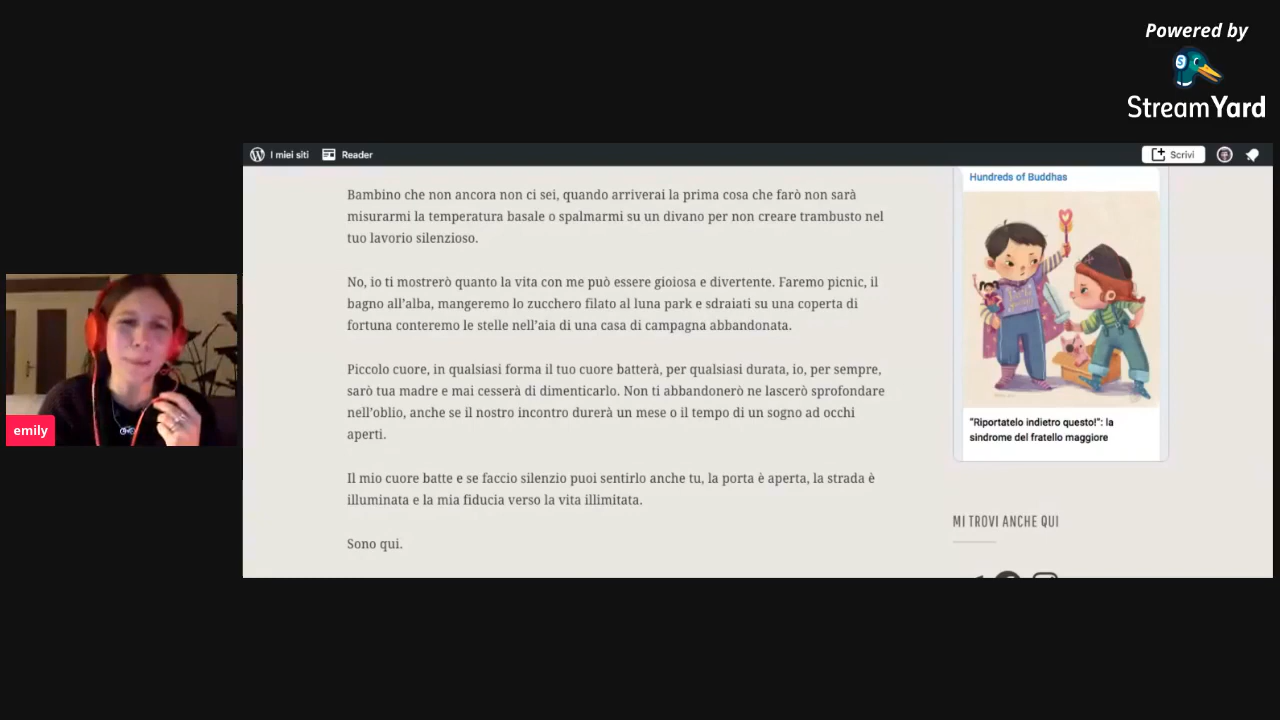 Powered by
StreamYard
I miei siti
Reader
Scrivi
Bambino che non ancora non ci sei, quando arriverai la prima cosa che farò non sarà
misurarmi la temperatura basale o spalmarmi su un divano per non creare trambusto nel
tuo lavorio silenzioso.
No, io ti mostrerò quanto la vita con me può essere gioiosa e divertente. Faremo picnic, il
bagno all’alba, mangeremo lo zucchero filato al luna park e sdraiati su una coperta di
fortuna conteremo le stelle nell’aia di una casa di campagna abbandonata.
Piccolo cuore, in qualsiasi forma il tuo cuore batterà, per qualsiasi durata, io, per sempre,
sarò tua madre e mai cesserà di dimenticarlo. Non ti abbandonerò ne lascerò sprofondare
nell’oblio, anche se il nostro incontro durerà un mese o il tempo di un sogno ad occhi
aperti.
Il mio cuore batte e se faccio silenzio puoi sentirlo anche tu, la porta è aperta, la strada è
illuminata e la mia fiducia verso la vita illimitata.
Sono qui.
Hundreds of Buddhas
"Riportatelo indietro questo!": la
sindrome del fratello maggiore
MI TROVI ANCHE QUI
emily